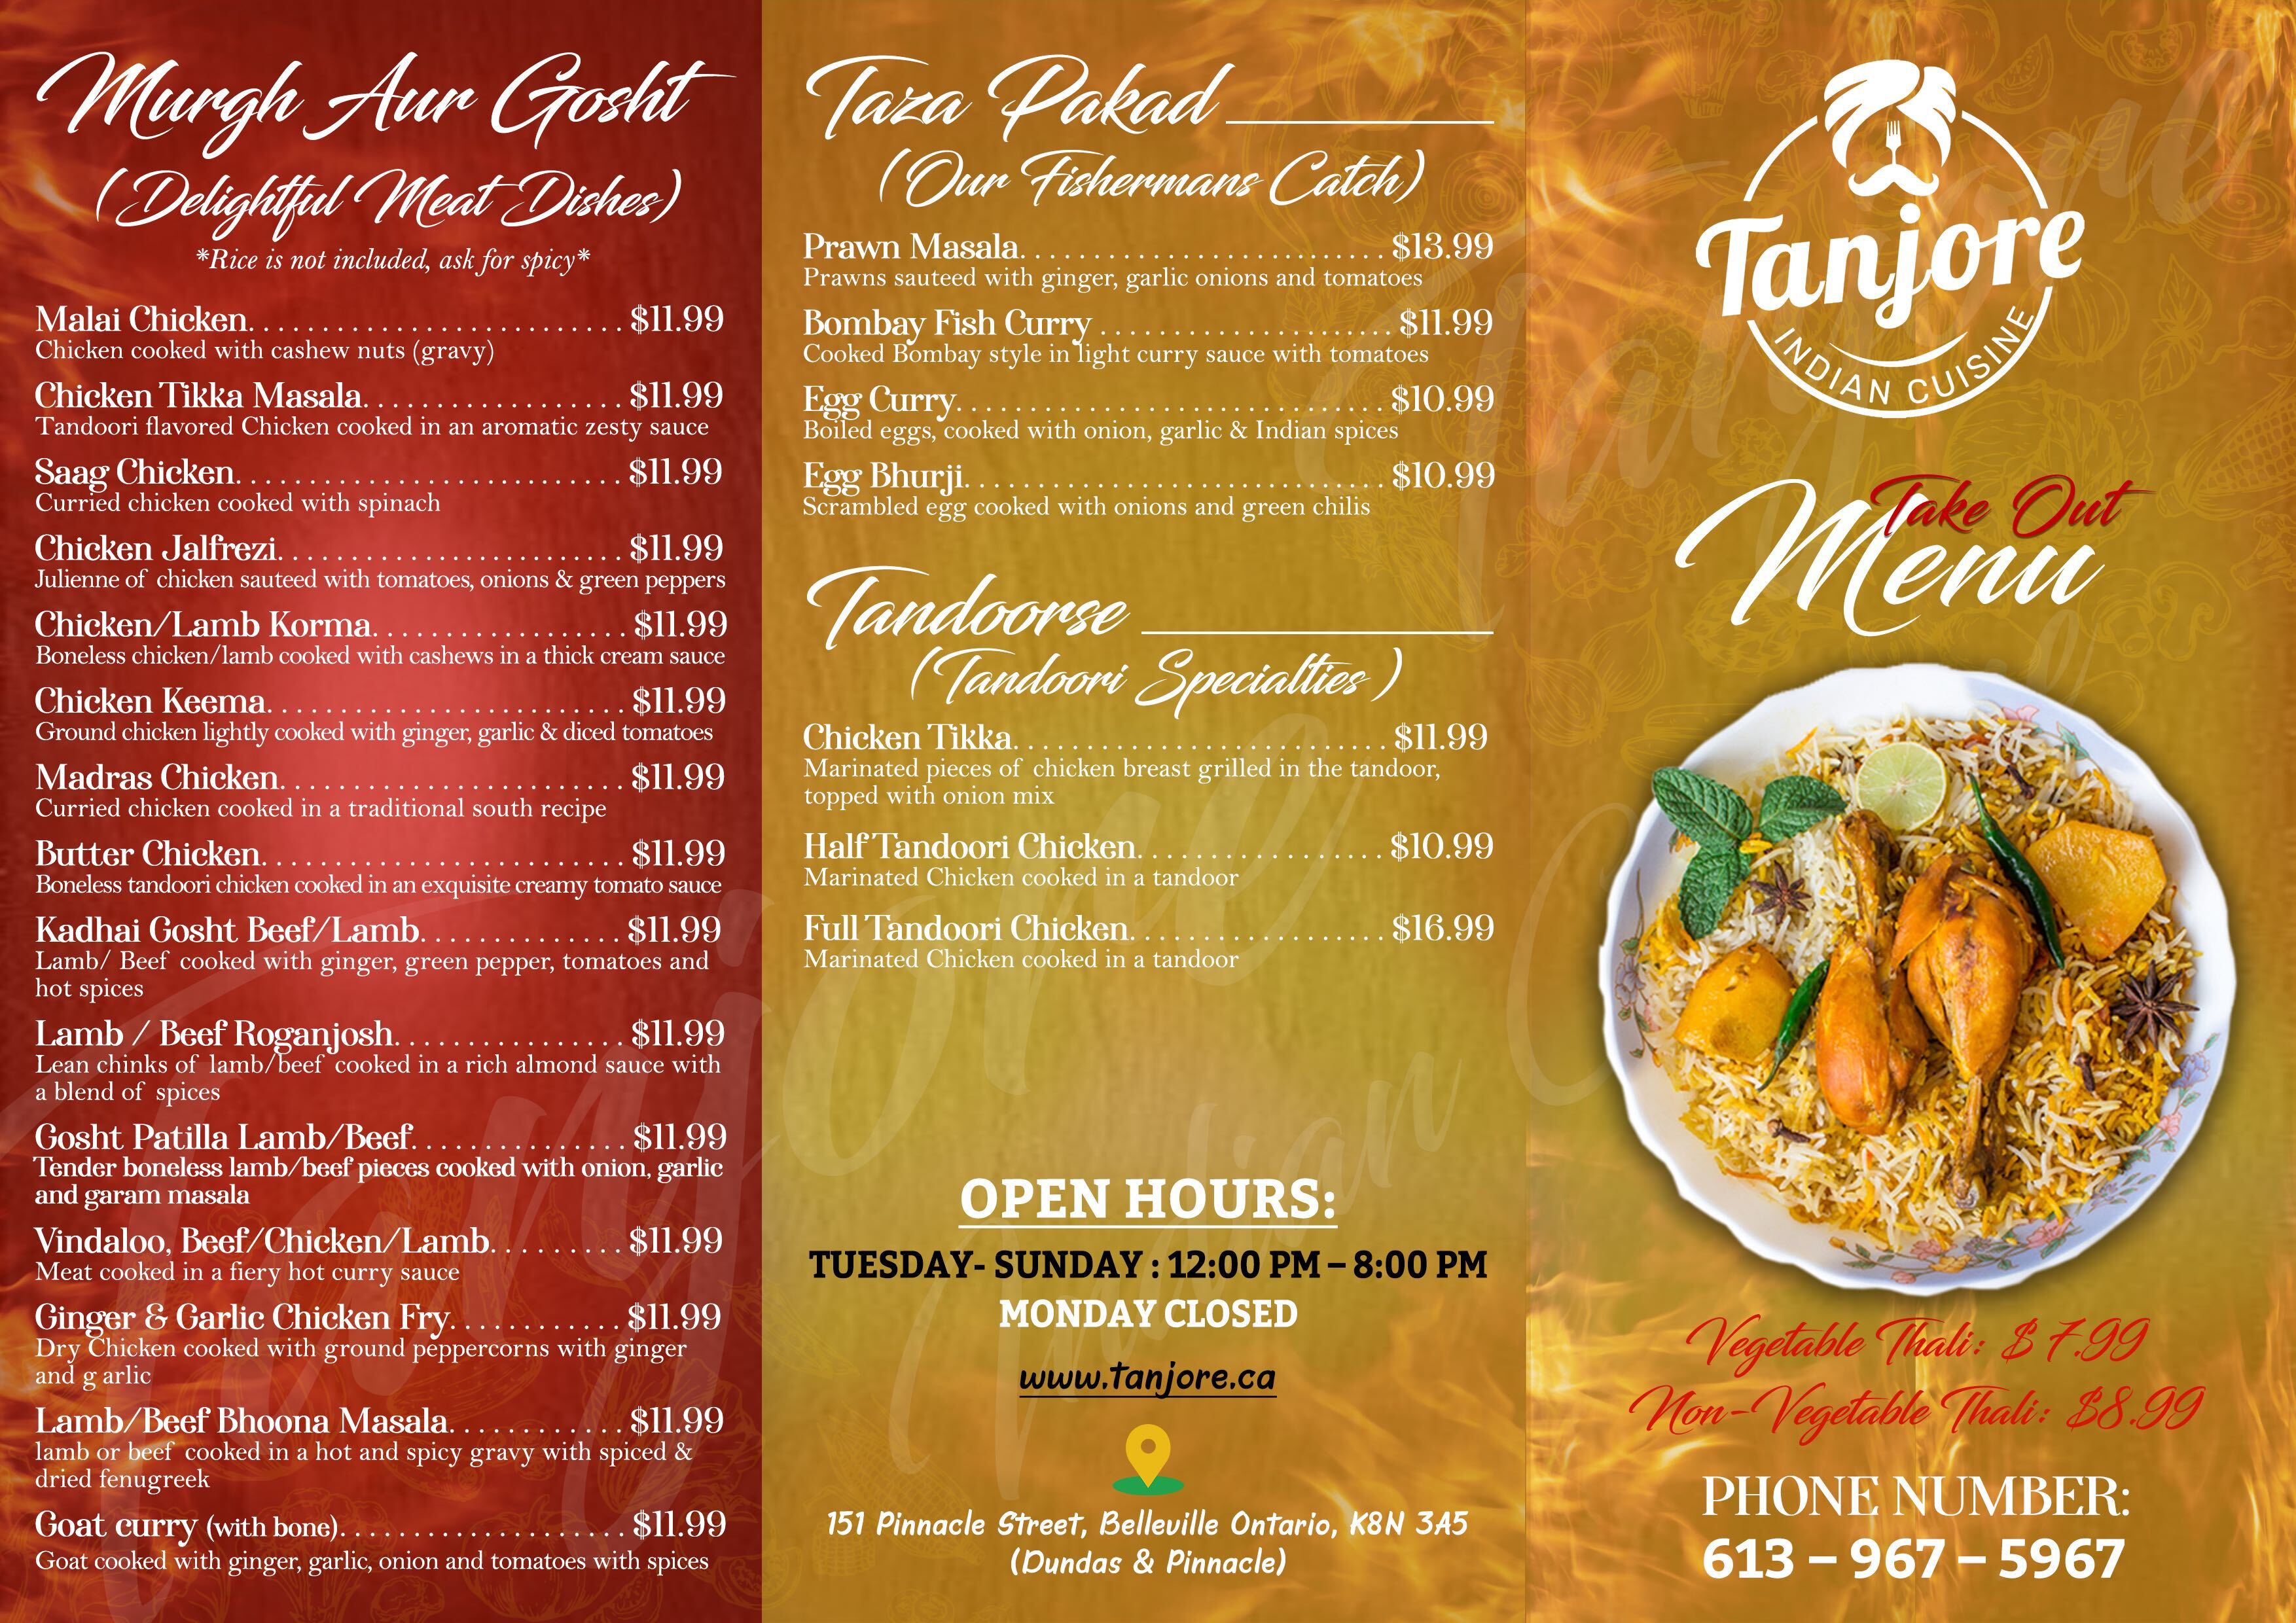 Murgh Aur Gosht
(Delightful Meat Dishes)
*Rice is not included, ask for spicy*
Malai Chicken. . . . . . . . . . . . . . . . . . . . . . . . . . $11.99
Chicken cooked with cashew nuts (gravy)
Chicken Tikka Masala. . . . . . . . . . . . . . . . . . $11.99
Tandoori flavored Chicken cooked in an aromatic zesty sauce
Saag Chicken. . . . . . . . . . . . . . . . . . . . . . . . . . . $11.99
Curried chicken cooked with spinach
Chicken Jalfrezi. . . . . . . . . . . . . . . . . . . . . . . . $11.99
Julienne of chicken sauteed with tomatoes, onions & green peppers
Chicken/Lamb Korma. . . . . . . . . . . . . . . . . . $11.99
Boneless chicken/lamb cooked with cashews in a thick cream sauce
Chicken Keema. . . . . . . . . . . . . . . . . . . . . . . . . $11.99
Ground chicken lightly cooked with ginger, garlic & diced tomatoes
Madras Chicken. . . . . . . . . . . . . . . . . . . . . . . . $11.99
Curried chicken cooked in a traditional south recipe
Butter Chicken. . . . . . . . . . . . . . . . . . . . . . . . . $11.99
Boneless tandoori chicken cooked in an exquisite creamy tomato sauce
Kadhai Gosht Beef/Lamb. . . . . . . . . . . . . . $11.99
Lamb/ Beef cooked with ginger, green pepper, tomatoes and
hot spices
Lamb / Beef Roganjosh. . . . . . . . . . . . . . . . $11.99
Lean chinks of lamb/beef cooked in a rich almond sauce with
a blend of spices
Gosht Patilla Lamb/Beef. . . . . . . . . . . . . . . $11.99
Tender boneless lamb/beef pieces cooked with onion, garlic
and garam masala
Vindaloo, Beef/Chicken/Lamb. . . . . . . . . $11.99
Meat cooked in a fiery hot curry sauce
Ginger & Garlic Chicken Fry. . . . . . . . . . . . $11.99
Dry Chicken cooked with ground peppercorns with ginger
and g arlic
Lamb/Beef Bhoona Masala. . . . . . . . . . . . $11.99
lamb or beef cooked in a hot and spicy gravy with spiced &
dried fenugreek
Goat curry (with bone). . . . . . . . . . . . . . . . . . . . $11.99
Goat cooked with ginger, garlic, onion and tomatoes with spices
Taza Pakad
(Our Fishermans Catch)
Prawn Masala. . . . . . . . . . . . . . . . . . . . . . . . . $13.99
Prawns sauteed with ginger, garlic onions and tomatoes
Bombay Fish Curry . . . . . . . . . . . . . . . . . . . . $11.99
Cooked Bombay style in light curry sauce with tomatoes
Egg Curry. . . . . . . . . . . . . . . . . . . . . . . . . . . . . $10.99
Boiled eggs, cooked with onion, garlic & Indian spices
Egg Bhurji. . . . . . . . . . . . . . . . . . . . . . . . . . . . . $10.99
Scrambled egg cooked with onions and green chilis
Tandoorse
(Tandoori Specialties )
Chicken Tikka. . . . . . . . . . . . . . . . . . . . . . . . . . $11.99
Marinated pieces of chicken breast grilled in the tandoor,
topped with onion mix
Half Tandoori Chicken. . . . . . . . . . . . . . . . . $10.99
Marinated Chicken cooked in a tandoor
Full Tandoori Chicken. . . . . . . . . . . . . . . . . . $16.99
Marinated Chicken cooked in a tandoor
OPEN HOURS:
TUESDAY- SUNDAY : 12:00 PM – 8:00 PM
MONDAY CLOSED
www.tanjore.ca
151 Pinnacle Street, Belleville Ontario, K8N 3A5
(Dundas & Pinnacle)
Tanjore
INDIAN CUISINE
Take Out
Menu
Vegetable Thali: $ 7.99
Non-Vegetable Thali: $8.99
PHONE NUMBER:
613 – 967 – 5967